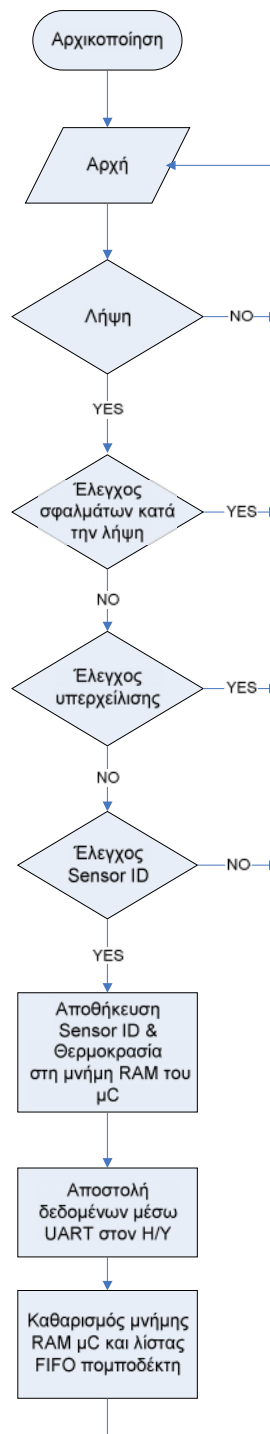 Αρχικοποίηση
Αρχή
Λήψη
NO
YES
Έλεγχος
σφαλμάτων κατά
την λήψη
YES
NO
Έλεγχος
υπερχείλισης
YES
NO
Έλεγχος
Sensor ID
NO
YES
Αποθήκευση
Sensor ID &
Θερμοκρασία
στη μνήμη RAM του
μC
Αποστολή
δεδομένων μέσω
UART στον Η/Υ
Καθαρισμός μνήμης
RAM μC και λίστας
FIFO πομποδέκτη